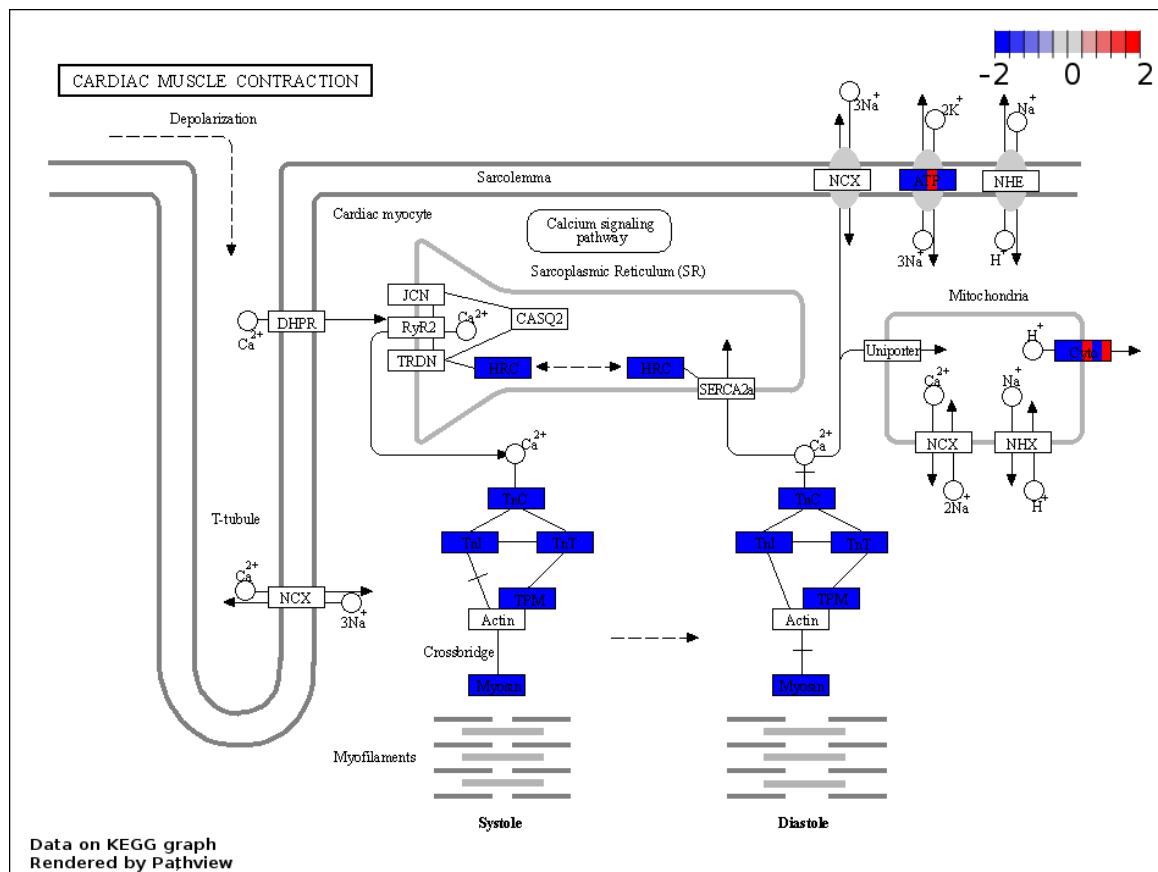 -2 0 2
CARDIAC MUSCLE CONTRACTION
Depolarization
3Na+
2K+
Na+
Sarcolemma
NCX
ATP
NHE
Cardiac myocyte
Calcium signaling
pathway
3Na+
H+
Sarcoplasmic Reticulum (SR)
Mitochondria
JCN
DHPR
Ca2+
RyR2
Ca2+
CASQ2
TRDN
HRC
HRC
SERCA2a
Uniporter
H+
Cyto
Ca2+
Na+
NCX
NHX
2Na+
H+
Ca2+
Ca2+
TnC
TnC
T-tubule
TnI
TnT
TnI
TnT
Ca2+
NCX
3Na+
TPM
TPM
Actin
Actin
Crossbridge
Myosin
Myosin
Myofilaments
Systole
Diastole
Data on KEGG graph
Rendered by Pathview